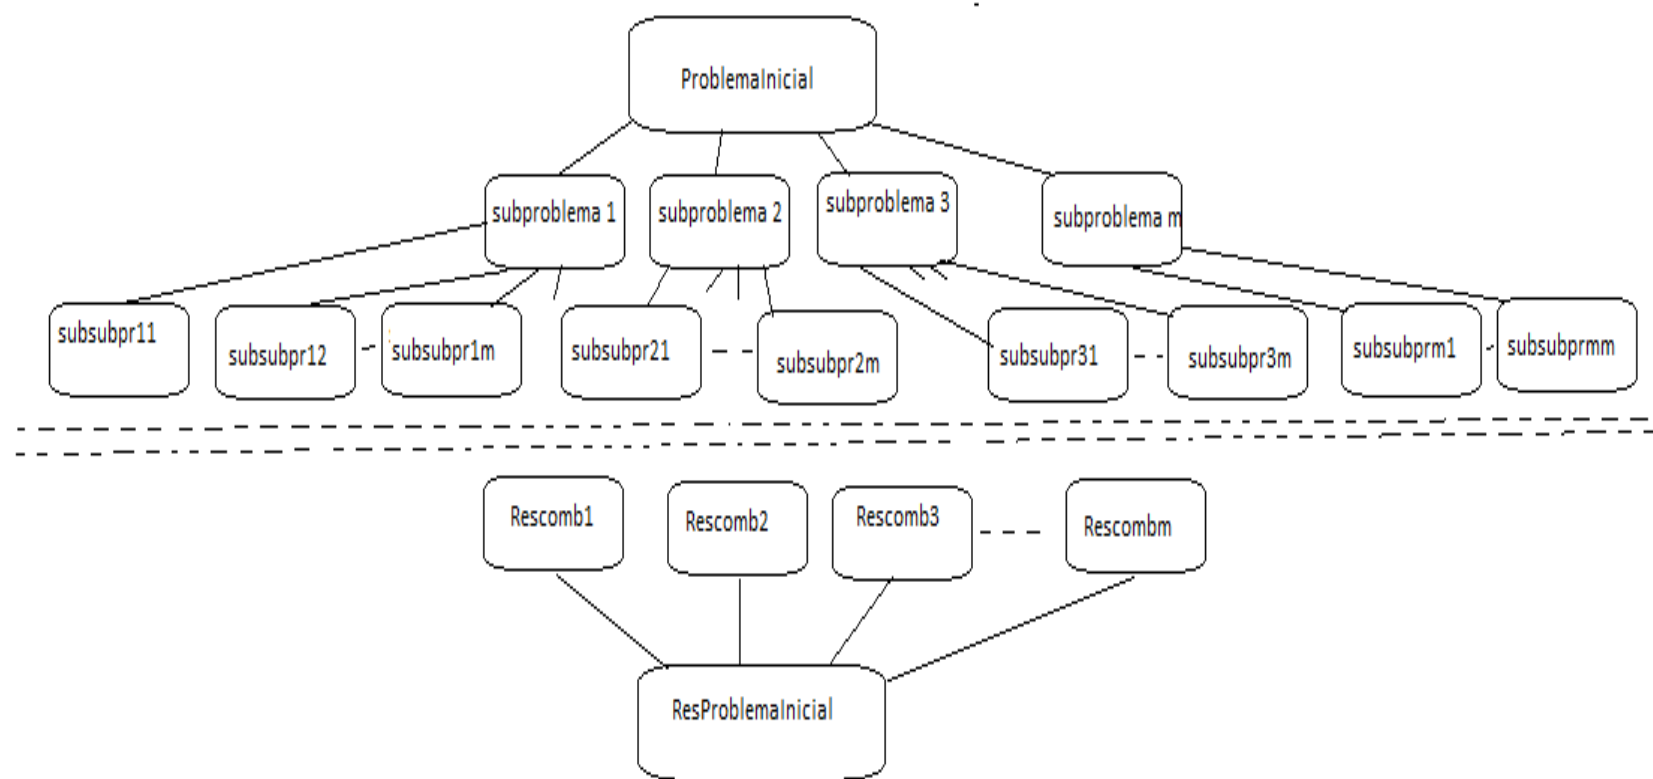 ProblemaInicial
subproblema 1
subproblema 2
subproblema 3
subproblema m
subsubpr11
subsubpr12
subsubpr1m
subsubpr21
subsubpr2m
subsubpr31
subsubpr3m
subsubprm1
subsubprmm
Rescomb1
Rescomb2
Rescomb3
Rescombm
ResProblemaInicial